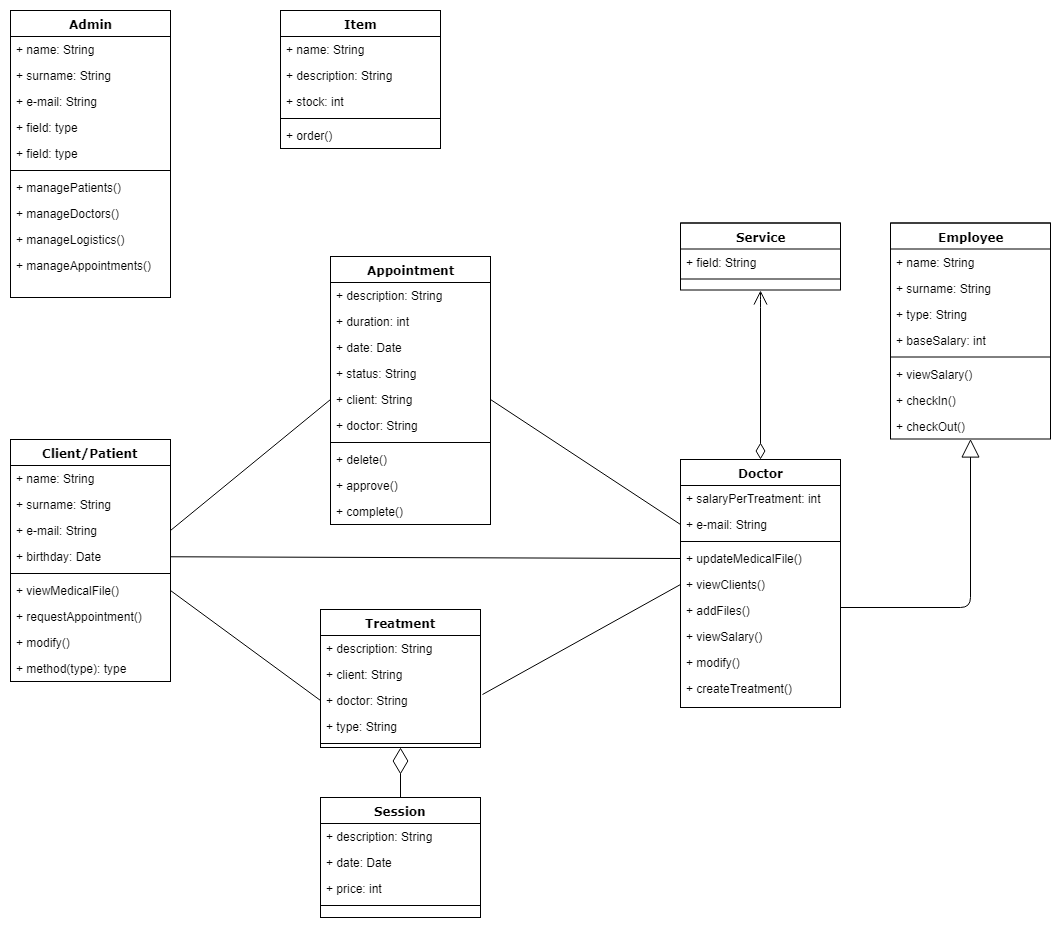 Admin
+ name: String
+ surname: String
+ e-mail: String
+ field: type
+ field: type
+ managePatients()
+ manageDoctors()
+ manageLogistics()
+ manageAppointments()
Item
+ name: String
+ description: String
+ stock: int
+ order()
Service
+ field: String
Employee
+ name: String
+ surname: String
+ type: String
+ baseSalary: int
+ viewSalary()
+ checkIn()
+ checkOut()
Appointment
+ description: String
+ duration: int
+ date: Date
+ status: String
+ client: String
+ doctor: String
+ delete()
+ approve()
+ complete()
Client/Patient
+ name: String
+ surname: String
+ e-mail: String
+ birthday: Date
+ viewMedicalFile()
+ requestAppointment()
+ modify()
+ method(type): type
Doctor
+ salaryPerTreatment: int
+ e-mail: String
+ updateMedicalFile()
+ viewClients()
+ addFiles()
+ viewSalary()
+ modify()
+ createTreatment()
Treatment
+ description: String
+ client: String
+ doctor: String
+ type: String
Session
+ description: String
+ date: Date
+ price: int